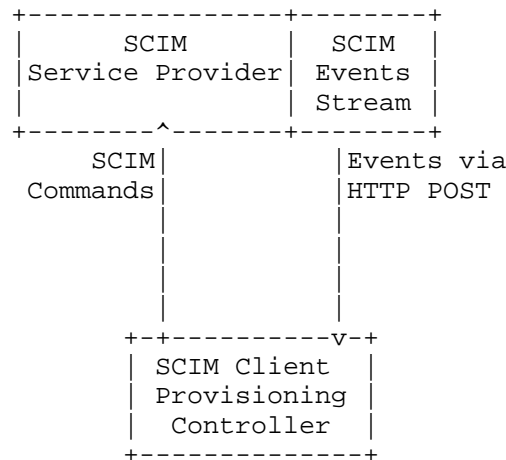 SCIM SCIM
Service Provider Events
Stream
SCIM Events via
Commands HTTP POST
SCIM Client
Provisioning
Controller